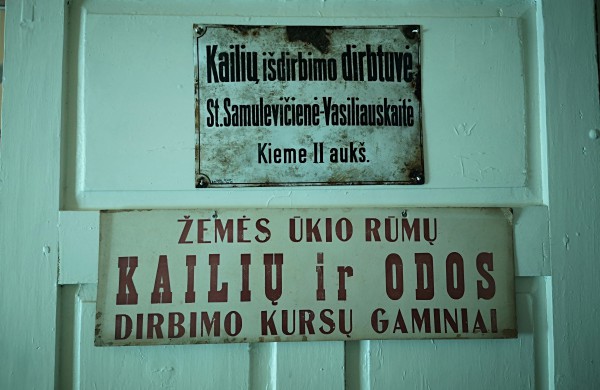 Kailių išdirbimo dirbtuvė
St.Samulevičienė-Vasiliauskaitė
Kieme II aukš.
ŽEMĖS ŪKIO RŪMŲ
KAILIŲ ir ODOS
DIRBIMO KURSŲ GAMINIAI